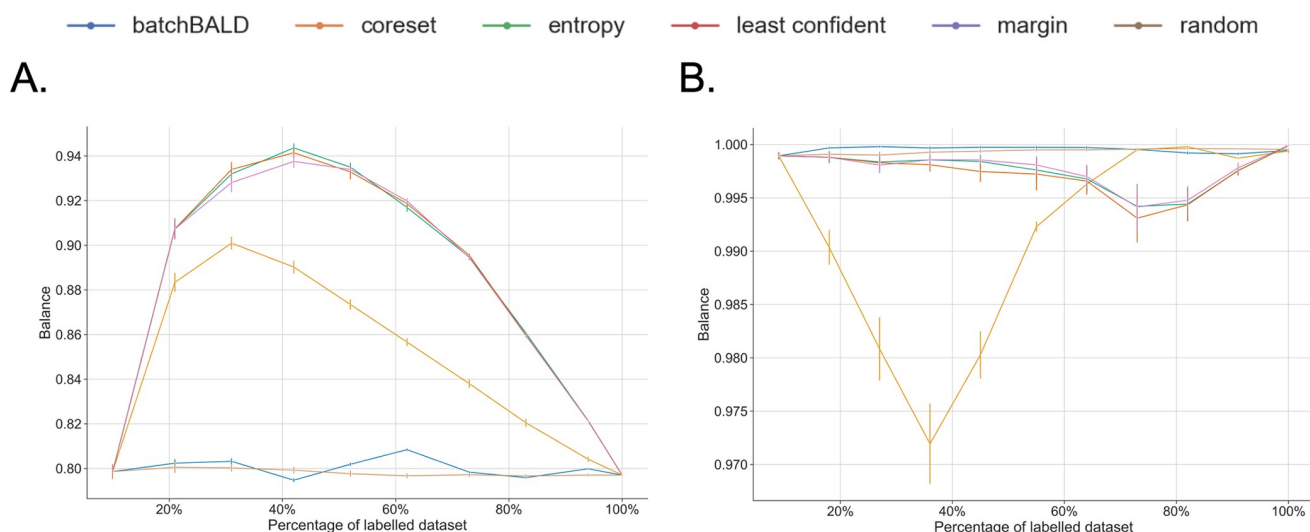 batchBALD coreset entropy least confident margin random
A. B.
0.94
0.92
0.90
0.88
0.86
0.84
0.82
0.80
Balance
20% 40% 60% 80% 100%
Percentage of labelled dataset
1.000
0.995
0.990
0.985
0.980
0.975
0.970
Balance
20% 40% 60% 80% 100%
Percentage of labelled dataset